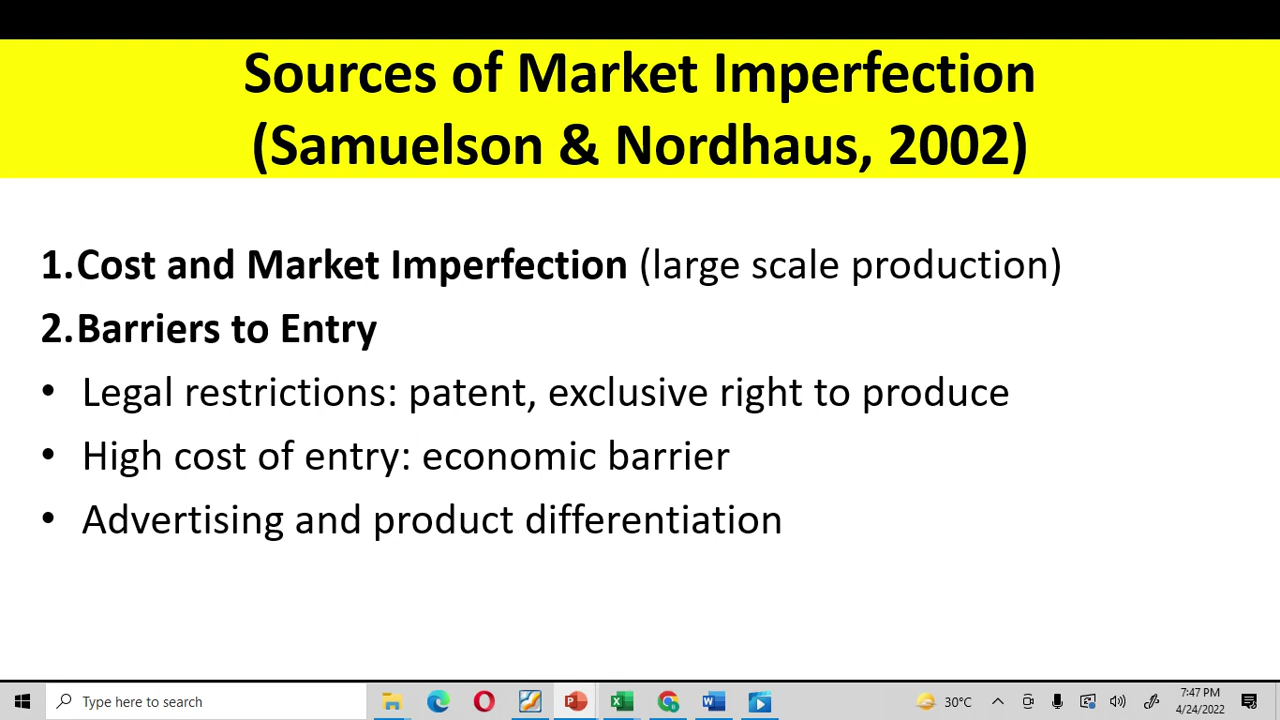 Sources of Market Imperfection
(Samuelson & Nordhaus, 2002)
1.Cost and Market Imperfection (large scale production)
2.Barriers to Entry
• Legal restrictions: patent, exclusive right to produce
• High cost of entry: economic barrier
• Advertising and product differentiation
Type here to search
30°C
7:47 PM
4/24/2022